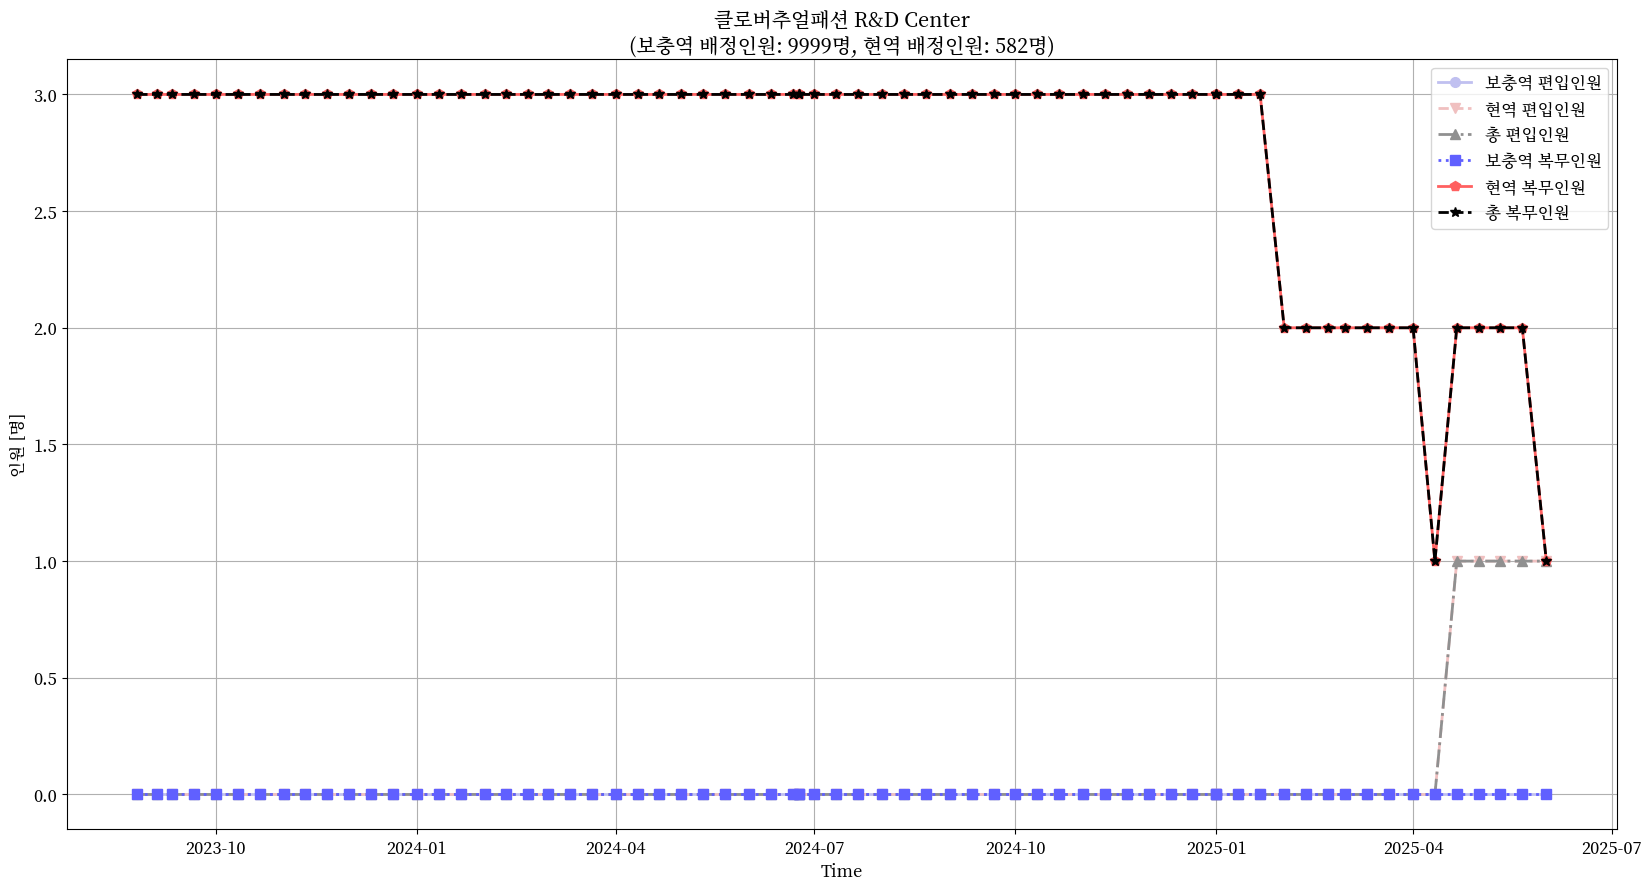 클로버추얼패션 R&D Center
(보충역 배정인원: 9999명, 현역 배정인원: 582명)
보충역 편입인원
현역 편입인원
총 편입인원
보충역 복무인원
현역 복무인원
총 복무인원
인원 [명]
3.0
2.5
2.0
1.5
1.0
0.5
0.0
2023-10
2024-01
2024-04
2024-07
2024-10
2025-01
2025-04
2025-07
Time